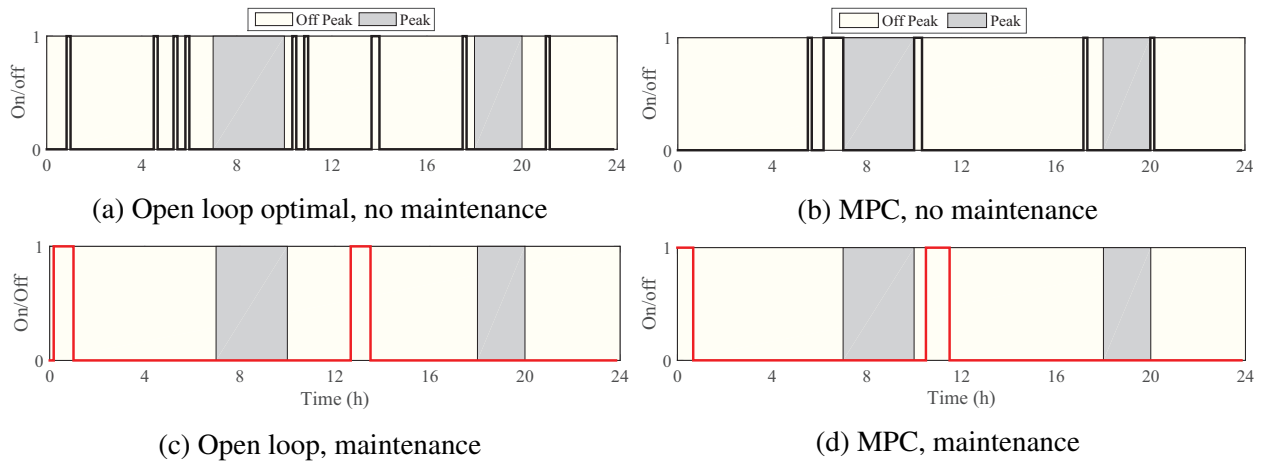 Off Peak Peak
Off Peak Peak
1
On/off
0
0 4 8 12 16 20 24
1
On/off
0
0 4 8 12 16 20 24
(a) Open loop optimal, no maintenance
(b) MPC, no maintenance
1
On/Off
0
0 4 8 12 16 20 24
Time (h)
1
On/off
0
0 4 8 12 16 20 24
Time (h)
(c) Open loop, maintenance
(d) MPC, maintenance